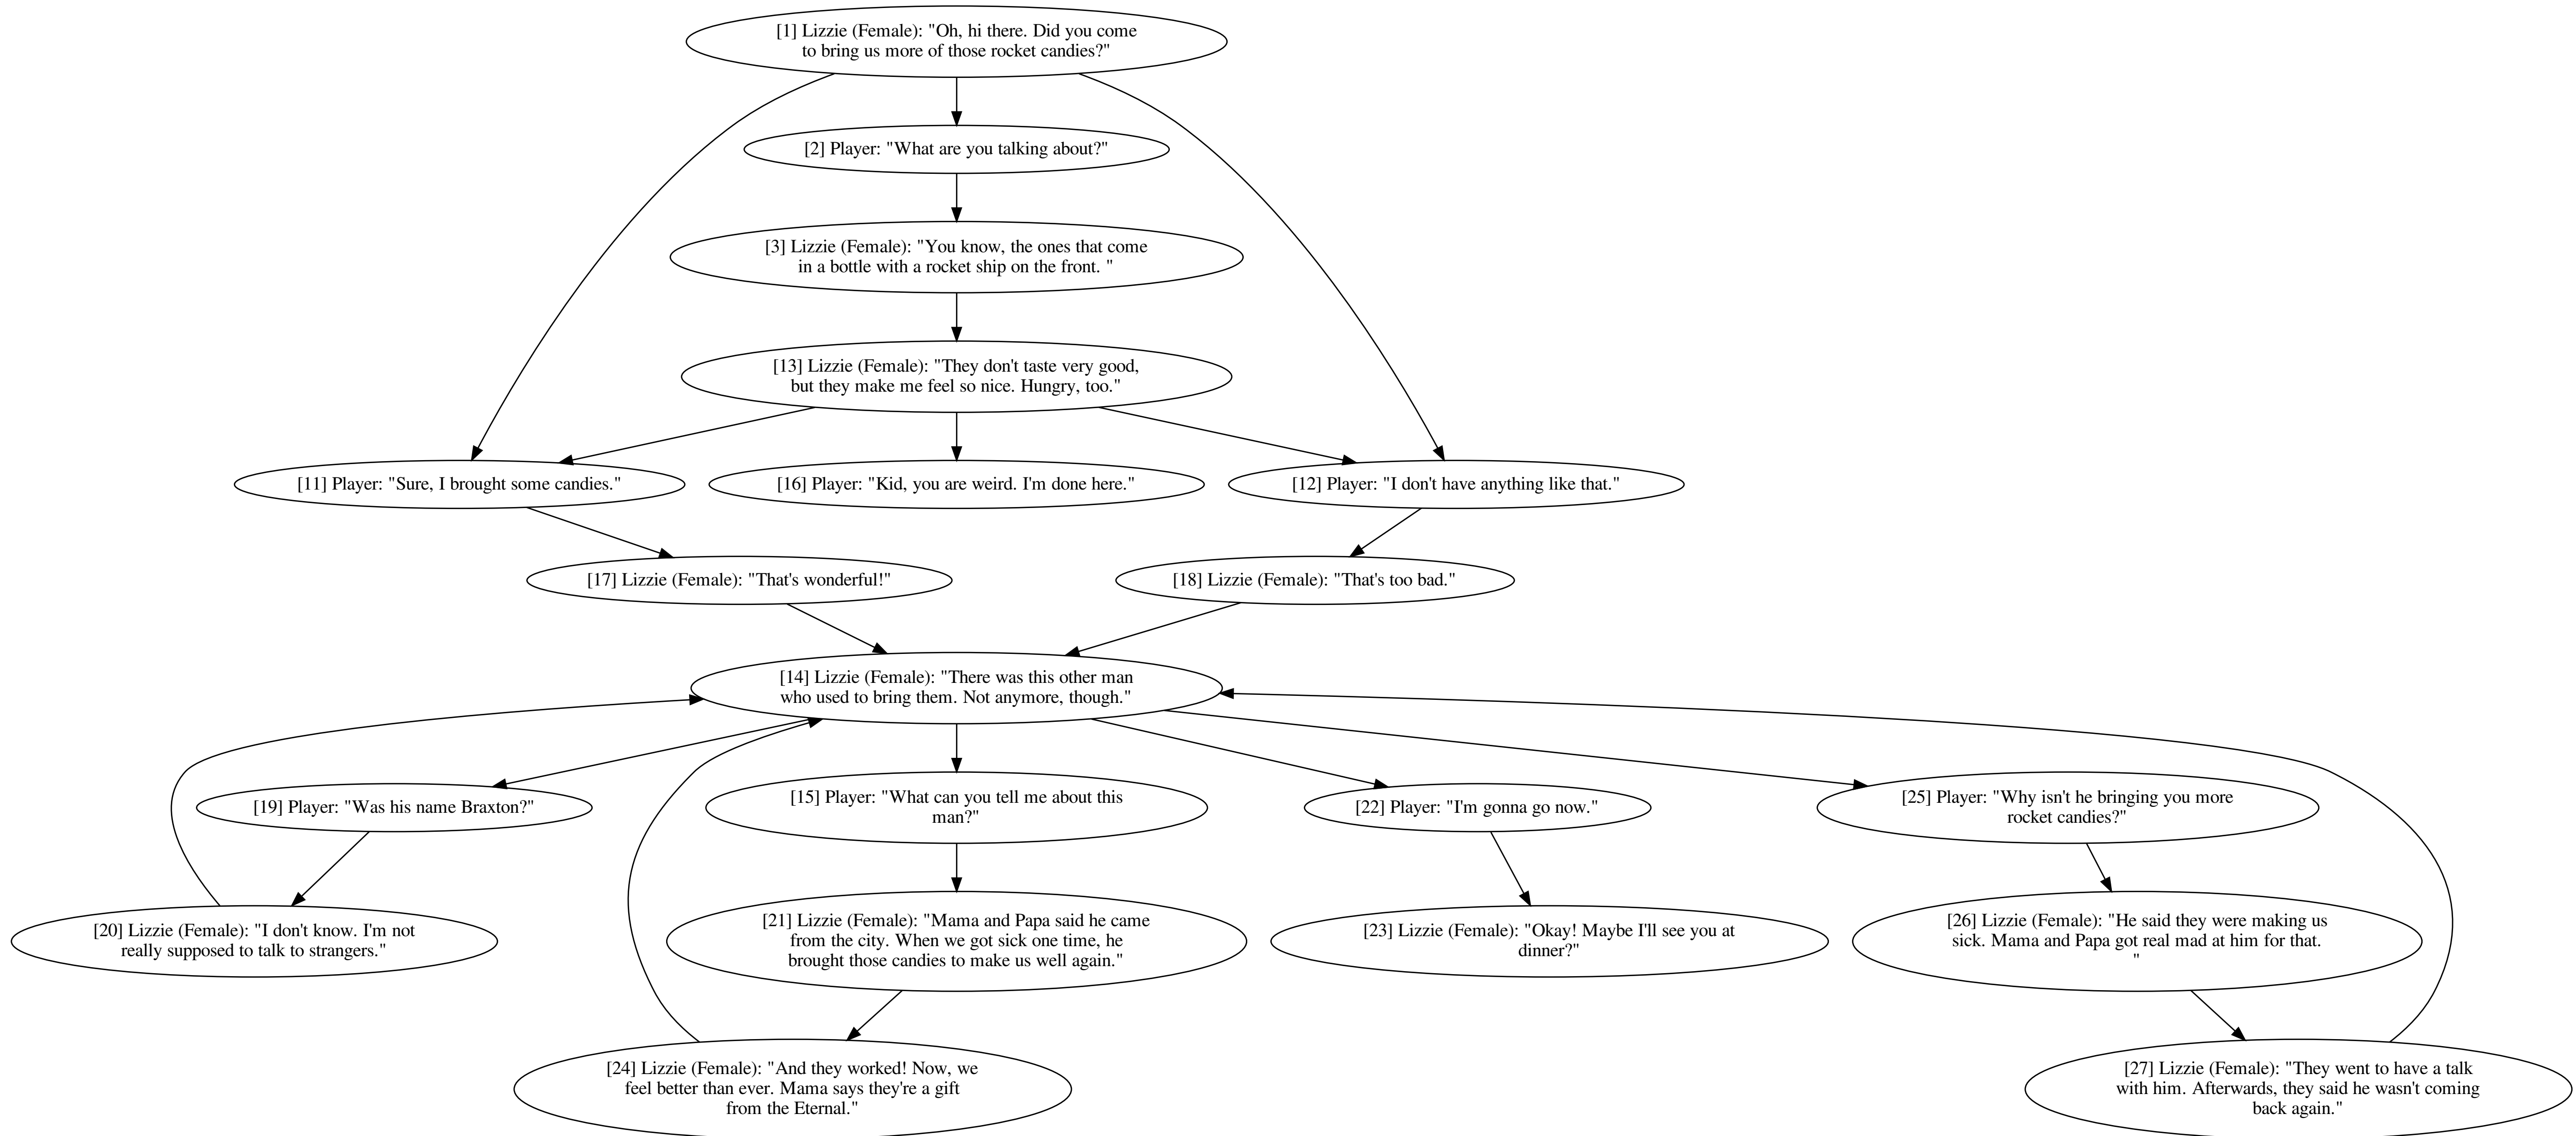 [1] Lizzie (Female): "Oh, hi there. Did you come
to bring us more of those rocket candies?"
[2] Player: "What are you talking about?"
[3] Lizzie (Female): "You know, the ones that come
in a bottle with a rocket ship on the front. "
[13] Lizzie (Female): "They don't taste very good,
but they make me feel so nice. Hungry, too."
[11] Player: "Sure, I brought some candies."
[16] Player: "Kid, you are weird. I'm done here."
[12] Player: "I don't have anything like that."
[17] Lizzie (Female): "That's wonderful!"
[18] Lizzie (Female): "That's too bad."
[14] Lizzie (Female): "There was this other man
who used to bring them. Not anymore, though."
[19] Player: "Was his name Braxton?"
[15] Player: "What can you tell me about this
man?"
[22] Player: "I'm gonna go now."
[25] Player: "Why isn't he bringing you more
rocket candies?"
[20] Lizzie (Female): "I don't know. I'm not
really supposed to talk to strangers."
[21] Lizzie (Female): "Mama and Papa said he came
from the city. When we got sick one time, he
brought those candies to make us well again."
[23] Lizzie (Female): "Okay! Maybe I'll see you at
dinner?"
[26] Lizzie (Female): "He said they were making us
sick. Mama and Papa got real mad at him for that.
"
[24] Lizzie (Female): "And they worked! Now, we
feel better than ever. Mama says they're a gift
from the Eternal."
[27] Lizzie (Female): "They went to have a talk
with him. Afterwards, they said he wasn't coming
back again."